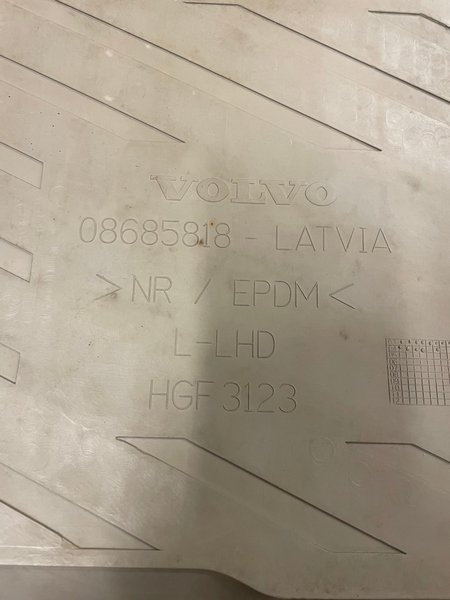 VOLVO
08685818 - LATVIA
>NR / EPDM<
L-LHD
HGF 3123